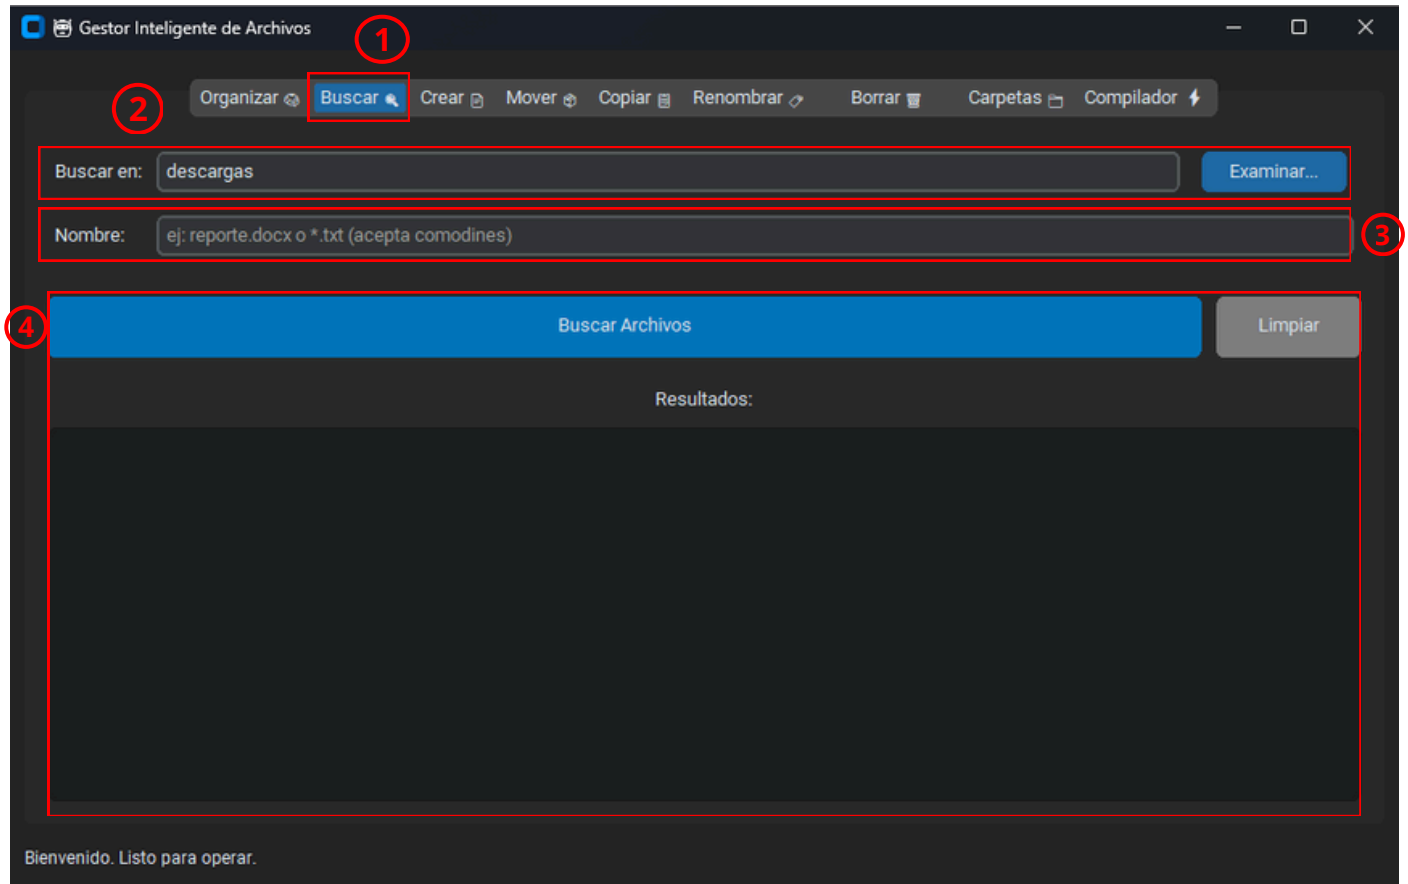 Gestor Inteligente de Archivos
1
2
Organizar Buscar Crear Mover Copiar Renombrar Borrar Carpetas Compilador
Buscar en: descargas Examinar...
Nombre: ej: reporte.docx o *.txt (acepta comodines)
3
4
Buscar Archivos Limpiar
Resultados:
Bienvenido. Listo para operar.